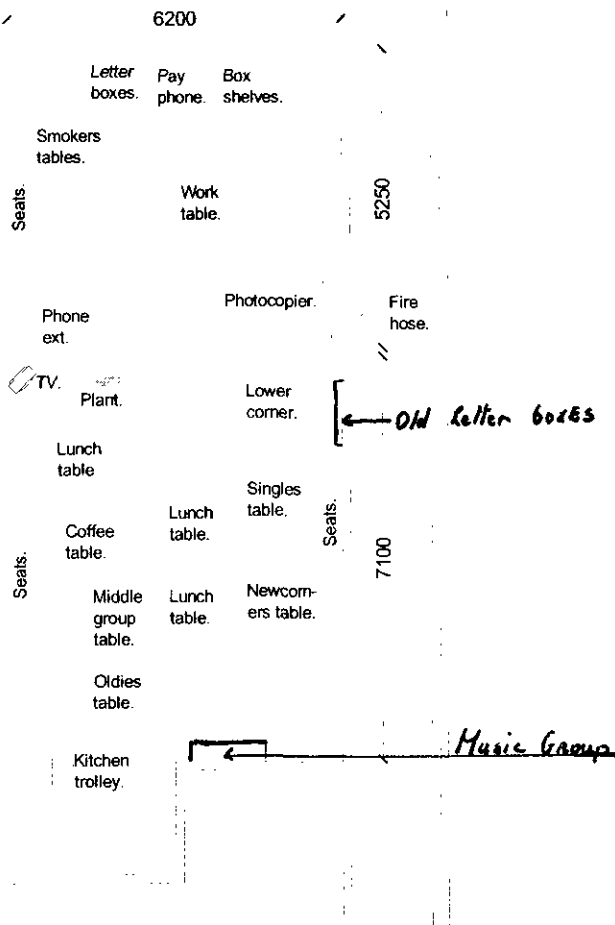 6200
Letter
boxes.
Pay
phone.
Box
shelves.
Smokers
tables.
Seats.
Work
table.
5250
Photocopier.
Fire
hose.
Phone
ext.
TV.
Plant.
Lower
corner.
Old letter boxes
Lunch
table
Singles
table.
Seats.
Lunch
table.
Coffee
table.
7100
Seats.
Middle
group
table.
Lunch
table.
Newcom-
ers table.
Oldies
table.
Music Group
Kitchen
trolley.